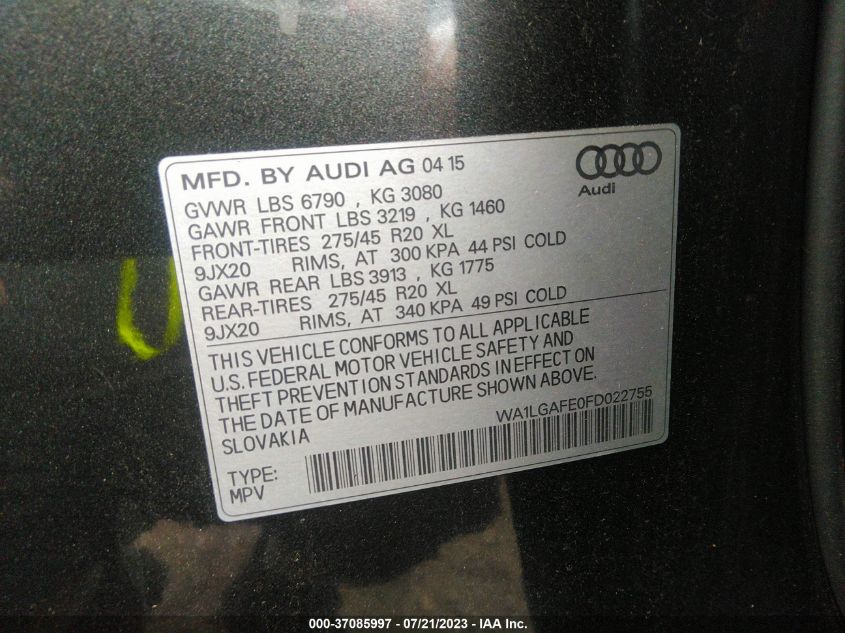 MFD. BY AUDI AG 04 15
Audi
GVWR LBS 6790 , KG 3080
GAWR FRONT LBS 3219 , KG 1460
FRONT-TIRES 275/45 R20 XL
9JX20 RIMS, AT 300 KPA 44 PSI COLD
GAWR REAR LBS 3913 , KG 1775
REAR-TIRES 275/45 R20 XL
9JX20 RIMS, AT 340 KPA 49 PSI COLD
THIS VEHICLE CONFORMS TO ALL APPLICABLE
U.S. FEDERAL MOTOR VEHICLE SAFETY AND
THEFT PREVENTION STANDARDS IN EFFECT ON
THE DATE OF MANUFACTURE SHOWN ABOVE.
SLOVAKIA
WA1LGAFE0FD022755
TYPE:
MPV
000-37085997 - 07/21/2023 - IAA Inc.